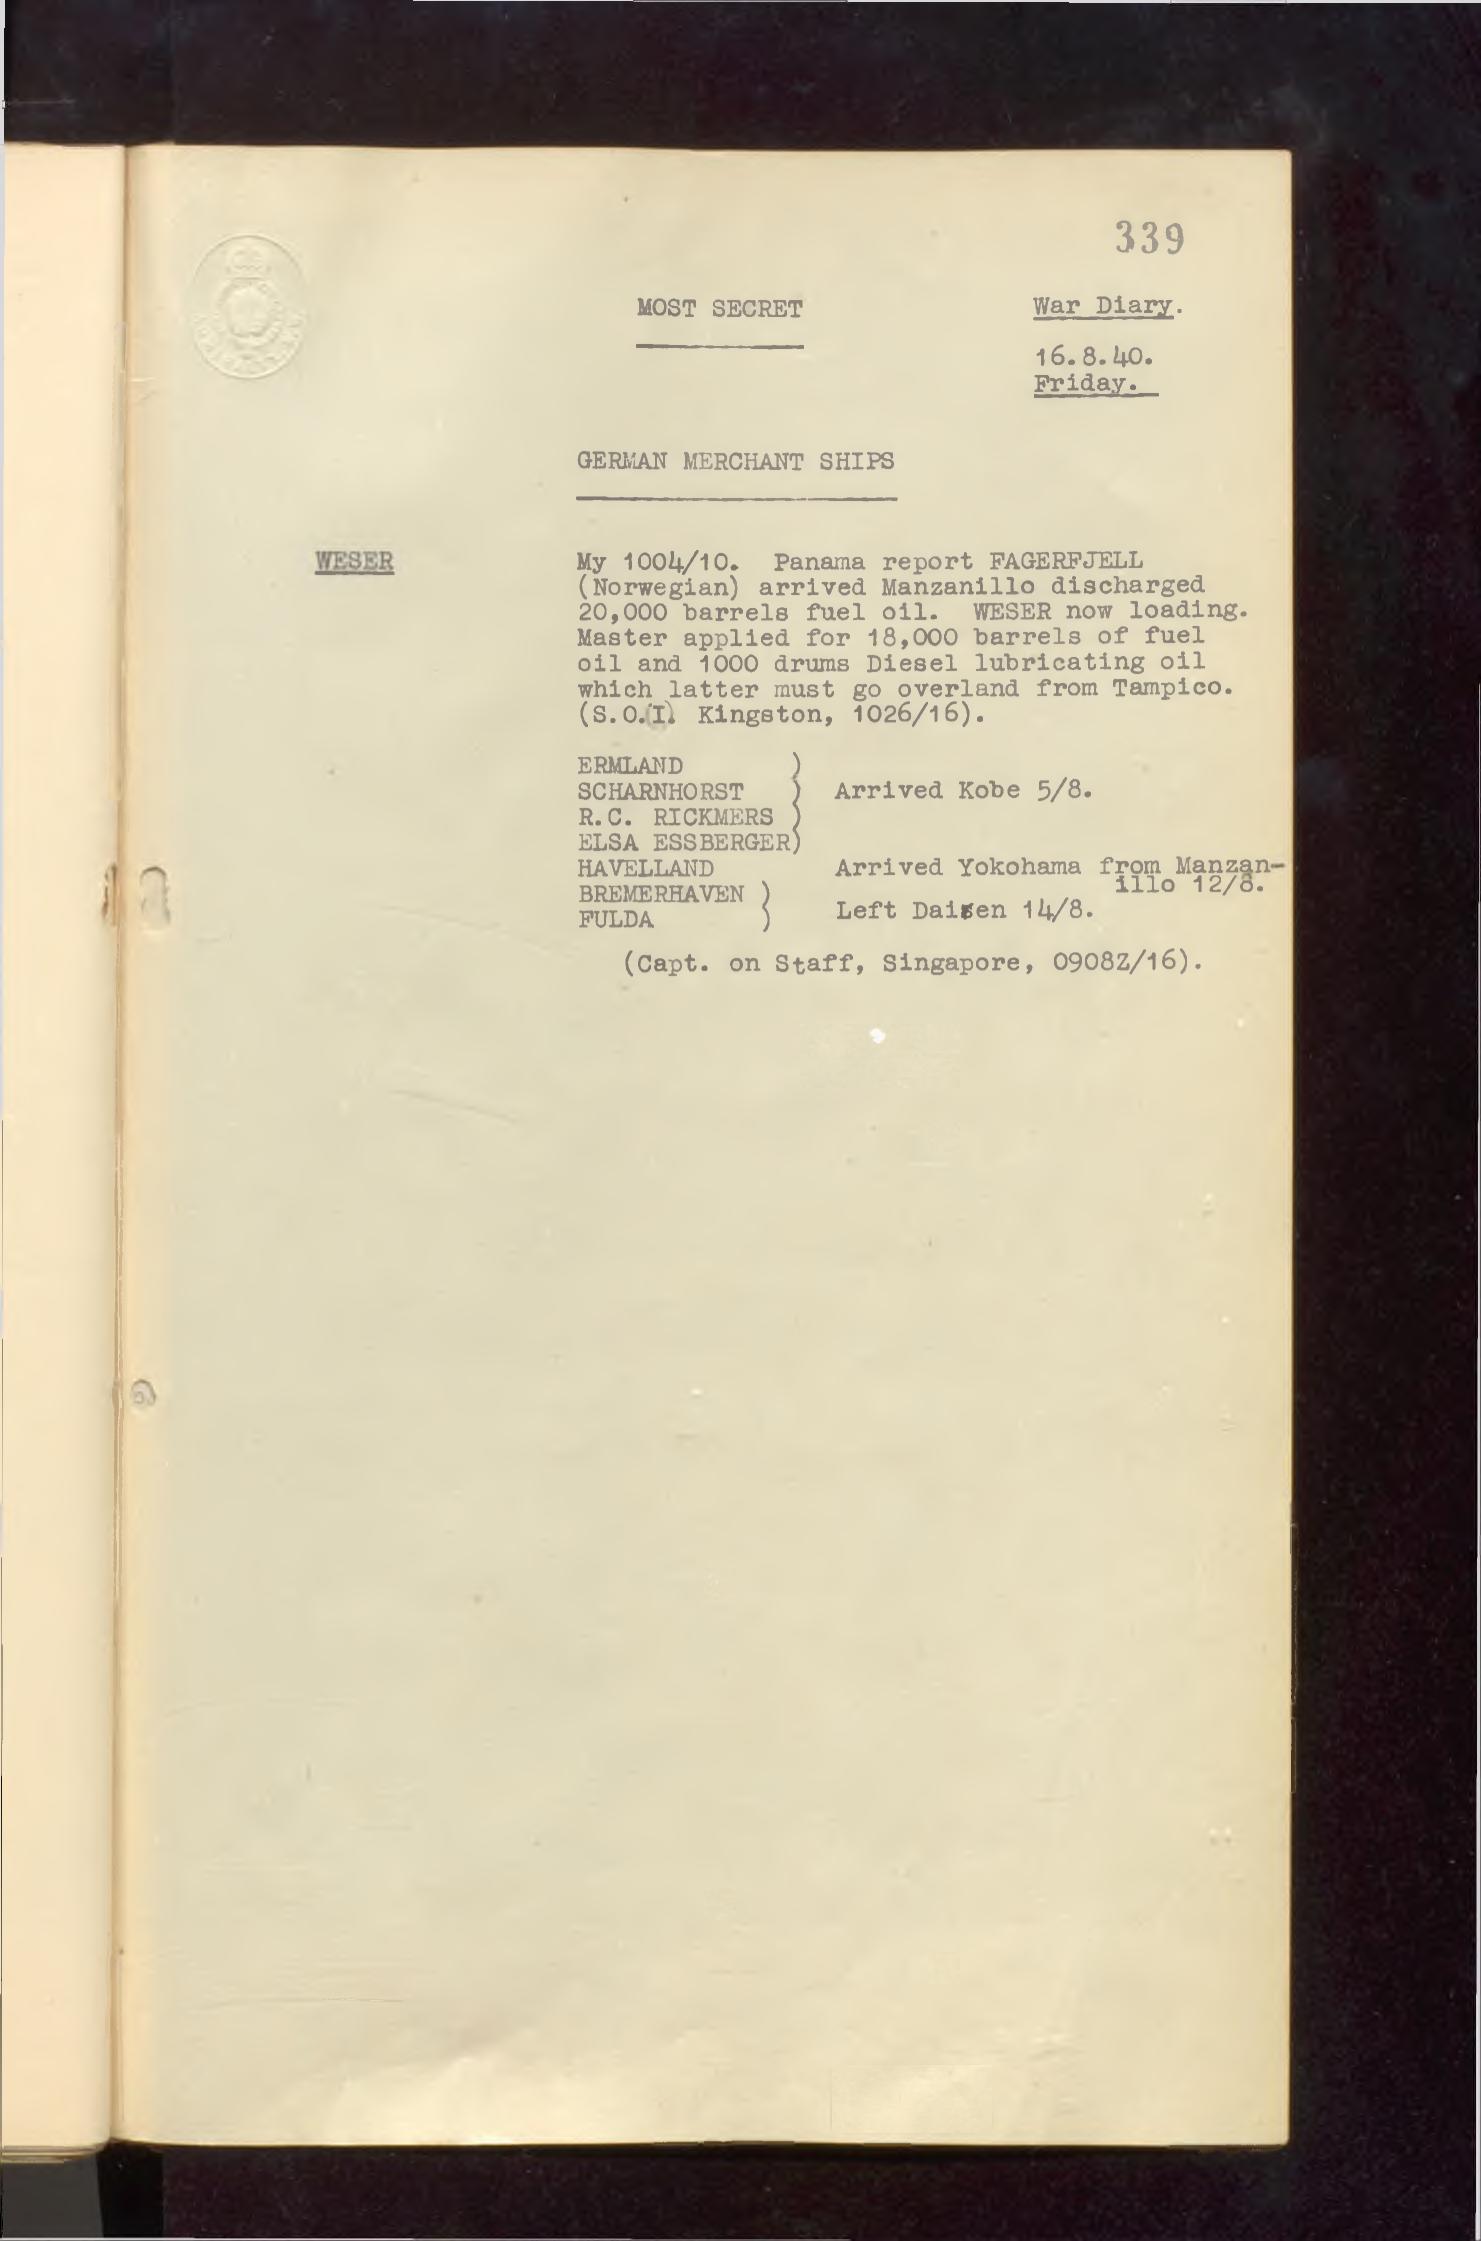 339
MOST SECRET
War Diary.
16.8.40.
Friday.
GERMAN MERCHANT SHIPS
WESER
My 1004/10. Panama report FAGERFJELL
(Norwegian) arrived Manzanillo discharged
20,000 barrels fuel oil. WESER now loading.
Master applied for 18,000 barrels of fuel
oil and 1000 drums Diesel lubricating oil
which latter must go overland from Tampico.
(S.O.(I). Kingston, 1026/16).
ERMLAND )
SCHARNHORST ) Arrived Kobe 5/8.
R.C. RICKMERS )
ELSA ESSBERGER)
HAVELLAND Arrived Yokohama from Manzan-
illo 12/8.
BREMERHAVEN )
FULDA ) Left Dairen 14/8.
(Capt. on Staff, Singapore, 0908Z/16).